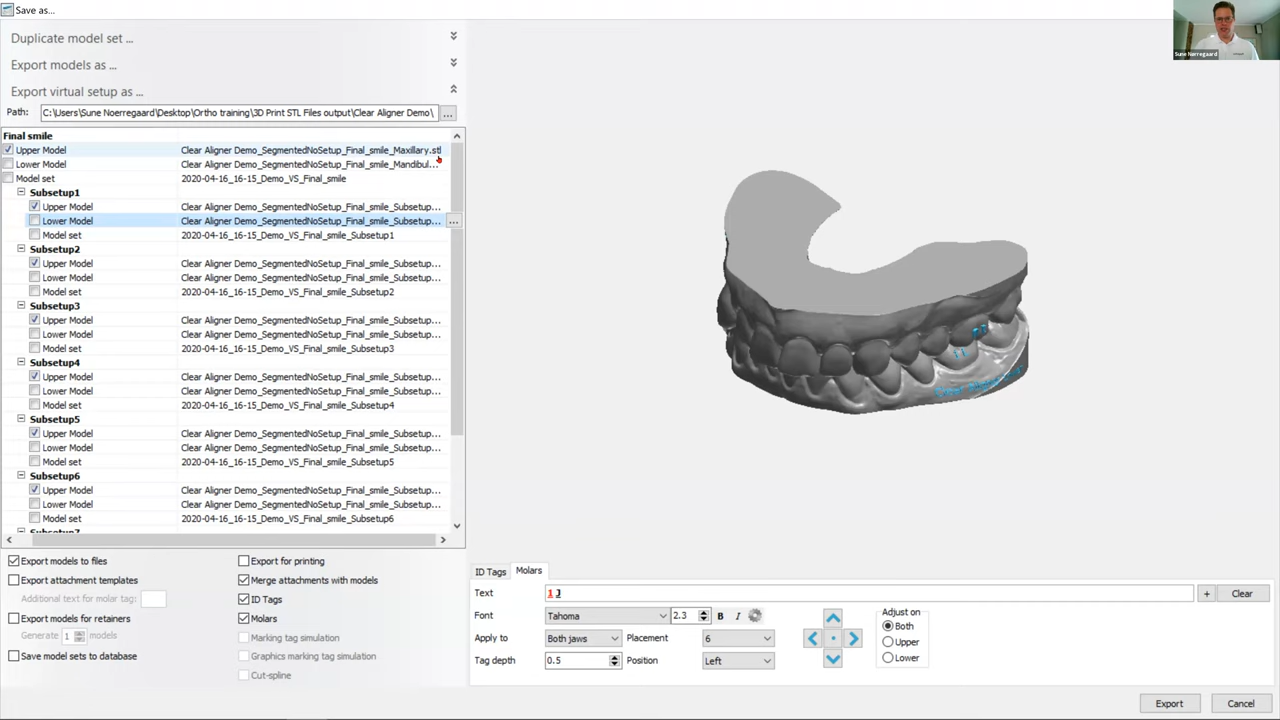 Save as...
Sune Nørregaard
Duplicate model set ...
Export models as ...
Export virtual setup as ...
Path: C:\Users\Sune Noerregaard\Desktop\Ortho training\3D Print STL Files output\Clear Aligner Demo\ ...
Final smile
Upper Model Clear Aligner Demo_SegmentedNoSetup_Final_smile_Maxillary.stl
Lower Model Clear Aligner Demo_SegmentedNoSetup_Final_smile_Mandibul...
Model set 2020-04-16_16-15_Demo_VS_Final_smile
Subsetup1
Upper Model Clear Aligner Demo_SegmentedNoSetup_Final_smile_Subsetup...
Lower Model Clear Aligner Demo_SegmentedNoSetup_Final_smile_Subsetup... ...
Model set 2020-04-16_16-15_Demo_VS_Final_smile_Subsetup1
Subsetup2
Upper Model Clear Aligner Demo_SegmentedNoSetup_Final_smile_Subsetup...
Lower Model Clear Aligner Demo_SegmentedNoSetup_Final_smile_Subsetup...
Model set 2020-04-16_16-15_Demo_VS_Final_smile_Subsetup2
Subsetup3
Upper Model Clear Aligner Demo_SegmentedNoSetup_Final_smile_Subsetup...
Lower Model Clear Aligner Demo_SegmentedNoSetup_Final_smile_Subsetup...
Model set 2020-04-16_16-15_Demo_VS_Final_smile_Subsetup3
Subsetup4
Upper Model Clear Aligner Demo_SegmentedNoSetup_Final_smile_Subsetup...
Lower Model Clear Aligner Demo_SegmentedNoSetup_Final_smile_Subsetup...
Model set 2020-04-16_16-15_Demo_VS_Final_smile_Subsetup4
Subsetup5
Upper Model Clear Aligner Demo_SegmentedNoSetup_Final_smile_Subsetup...
Lower Model Clear Aligner Demo_SegmentedNoSetup_Final_smile_Subsetup...
Model set 2020-04-16_16-15_Demo_VS_Final_smile_Subsetup5
Subsetup6
Upper Model Clear Aligner Demo_SegmentedNoSetup_Final_smile_Subsetup...
Lower Model Clear Aligner Demo_SegmentedNoSetup_Final_smile_Subsetup...
Model set 2020-04-16_16-15_Demo_VS_Final_smile_Subsetup6
Subsetup7
Export models to files
Export attachment templates
Additional text for molar tag:
Export models for retainers
Generate 1 models
Save model sets to database
Export for printing
Merge attachments with models
ID Tags
Molars
Marking tag simulation
Graphics marking tag simulation
Cut-spline
ID Tags Molars
Text 1 J + Clear
Font Tahoma 2.3 B I
Apply to Both jaws Placement 6
Tag depth 0.5 Position Left
Adjust on
Both
Upper
Lower
Export Cancel